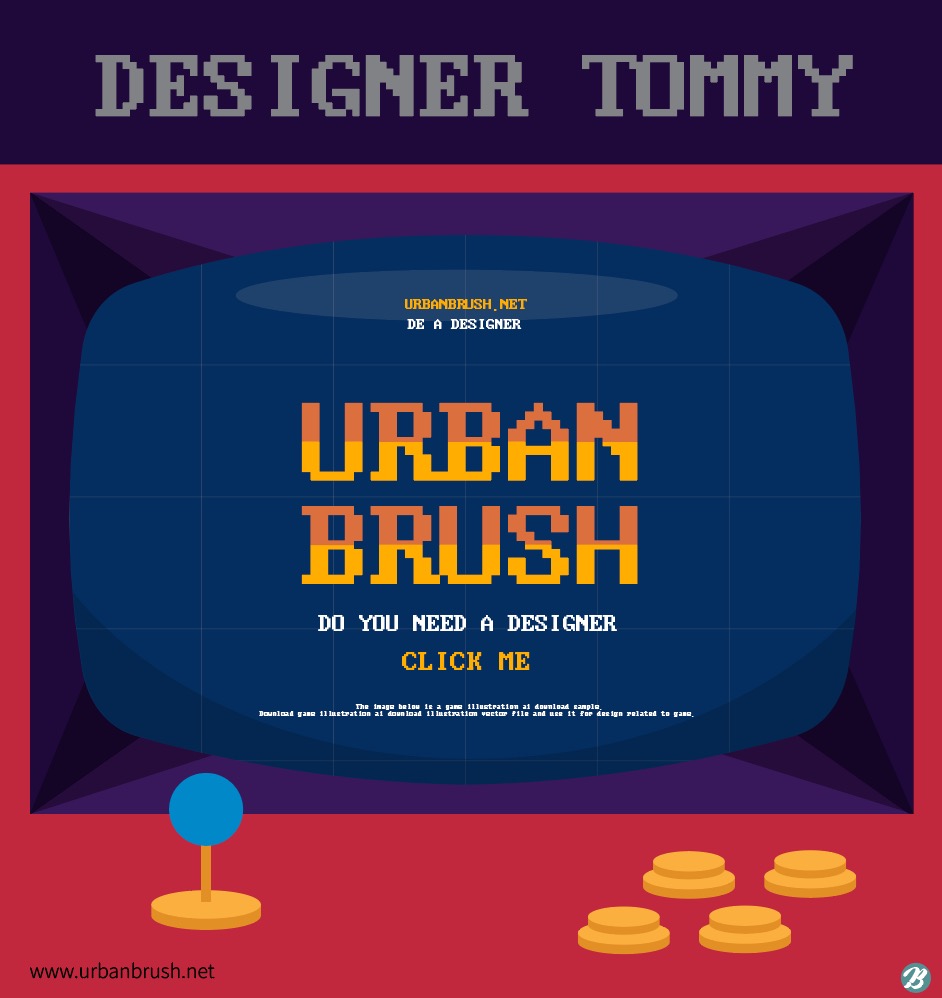 DESIGNER TOMMY
URBANBRUSH.NET
DE A DESIGNER
URBAN
BRUSH
DO YOU NEED A DESIGNER
CLICK ME
The image below is a game illustration ai download sample.
Download game illustration ai download illustration vector file and use it for design related to game.
www.urbanbrush.net
B